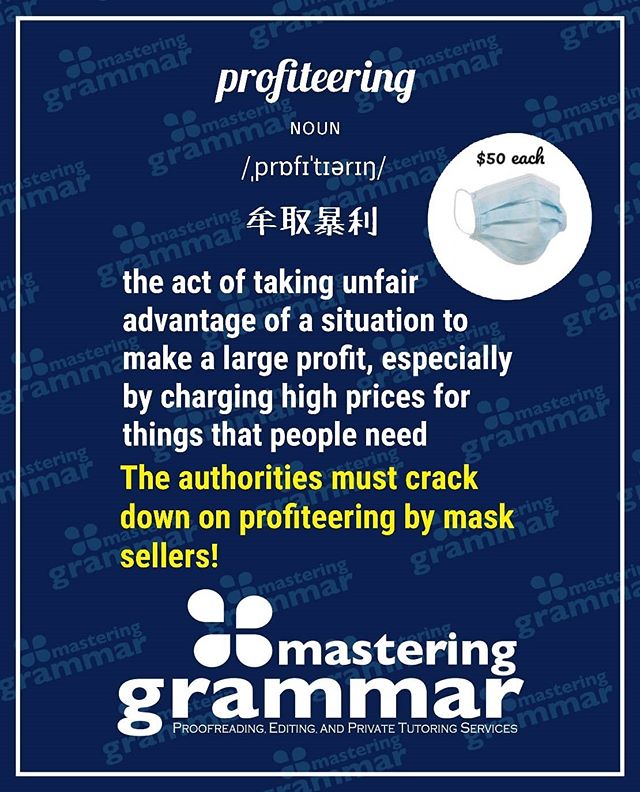 profiteering
NOUN
/ˌprɒfɪˈtɪərɪŋ/
$50 each
牟取暴利
the act of taking unfair
advantage of a situation to
make a large profit, especially
by charging high prices for
things that people need
The authorities must crack
down on profiteering by mask
sellers!
mastering
grammar
PROOFREADING, EDITING, AND PRIVATE TUTORING SERVICES